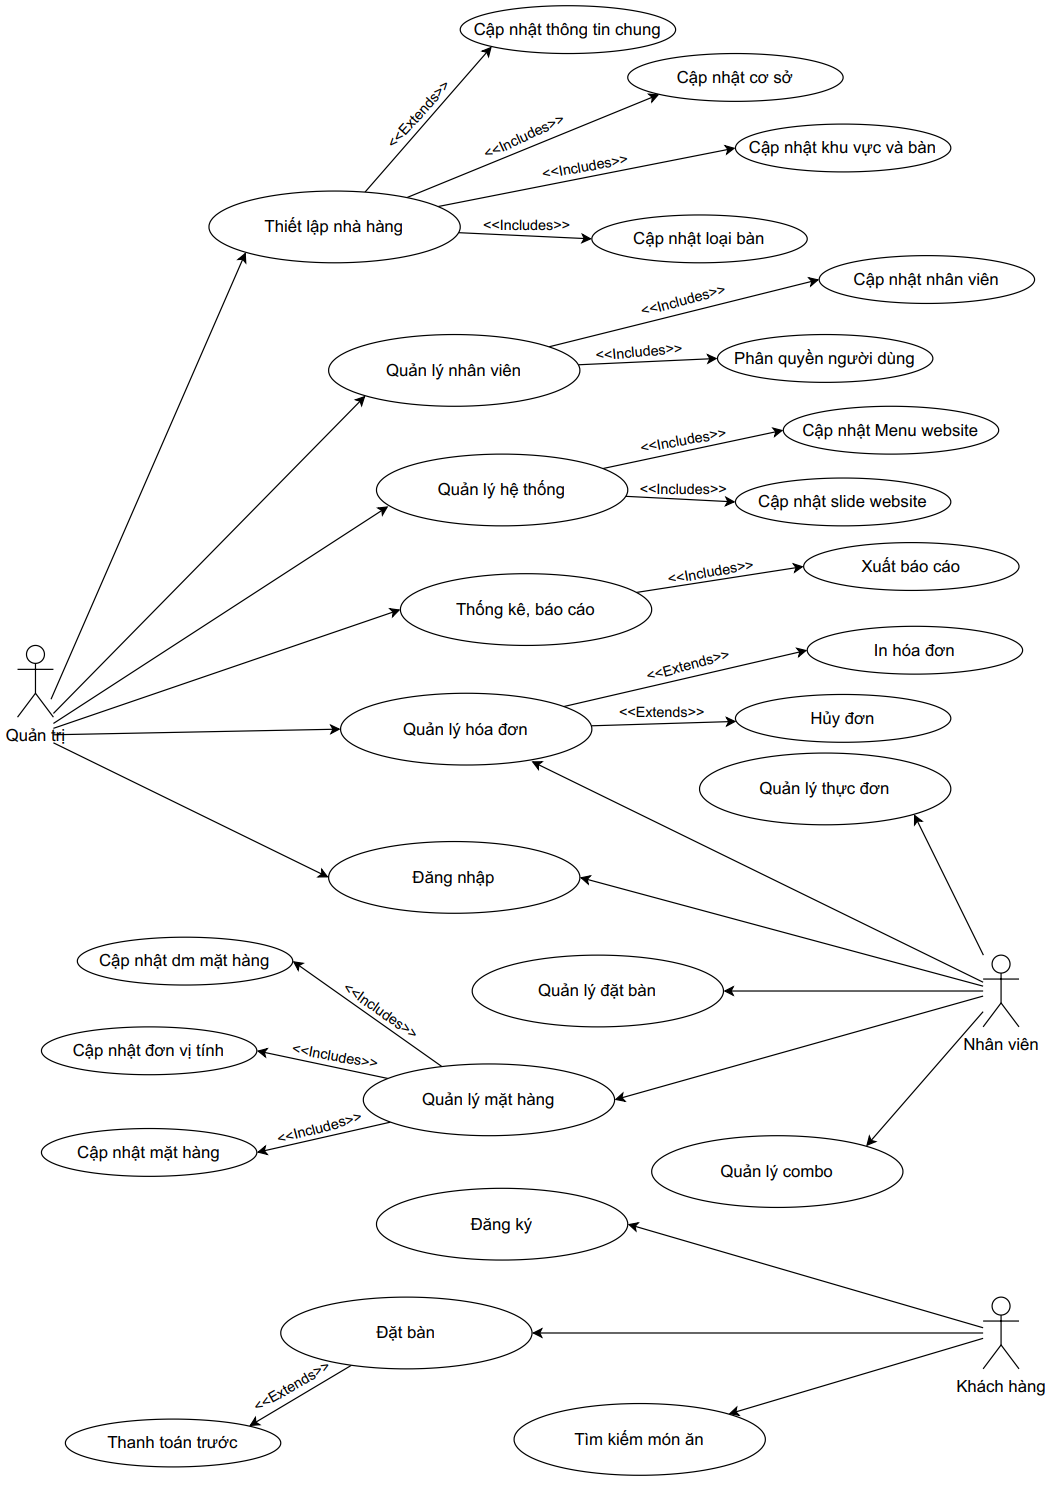 Cập nhật thông tin chung
Cập nhật cơ sở
<<Extends>>
<<Includes>>
Cập nhật khu vực và bàn
<<Includes>>
Thiết lập nhà hàng
<<Includes>>
Cập nhật loại bàn
Cập nhật nhân viên
<<Includes>>
Quản lý nhân viên
<<Includes>>
Phân quyền người dùng
Cập nhật Menu website
<<Includes>>
Quản lý hệ thống
<<Includes>>
Cập nhật slide website
Xuất báo cáo
<<Includes>>
Thống kê, báo cáo
In hóa đơn
<<Extends>>
<<Extends>>
Hủy đơn
Quản trị
Quản lý hóa đơn
Quản lý thực đơn
Đăng nhập
Cập nhật dm mặt hàng
Quản lý đặt bàn
<<Includes>>
Nhân viên
Cập nhật đơn vị tính
<<Includes>>
Quản lý mặt hàng
<<Includes>>
Cập nhật mặt hàng
Quản lý combo
Đăng ký
Đặt bàn
Khách hàng
<<Extends>>
Thanh toán trước
Tìm kiếm món ăn